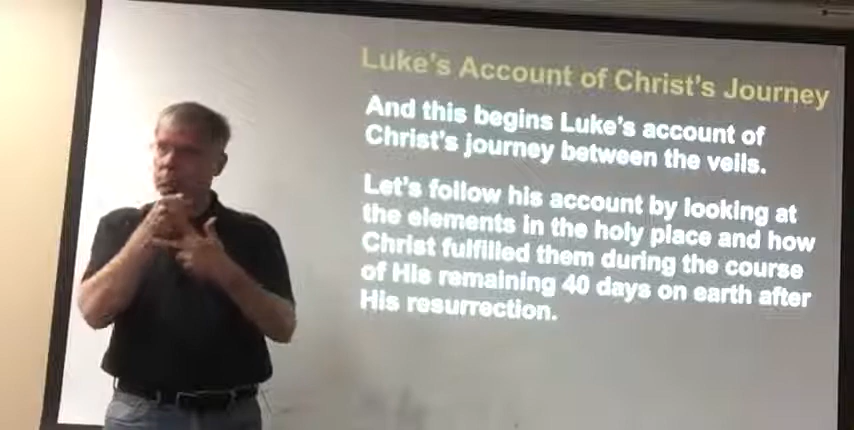 Luke's Account of Christ's Journey
And this begins Luke's account of
Christ's journey between the veils.
Let's follow his account by looking at
the elements in the holy place and how
Christ fulfilled them during the course
of His remaining 40 days on earth after
His resurrection.